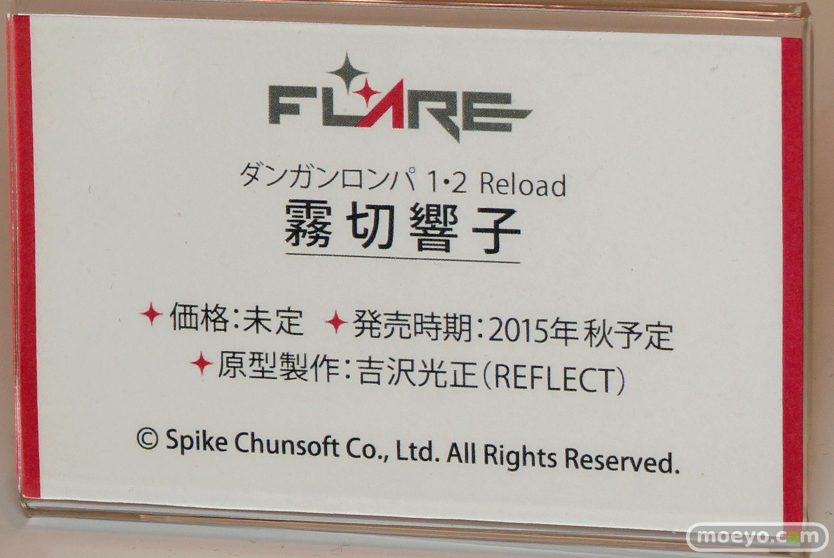 FLARE
ダンガンロンパ 1・2 Reload
霧切響子
価格：未定 発売時期：2015年 秋予定
原型製作：吉沢光正（REFLECT）
© Spike Chunsoft Co., Ltd. All Rights Reserved.
moeyo.com